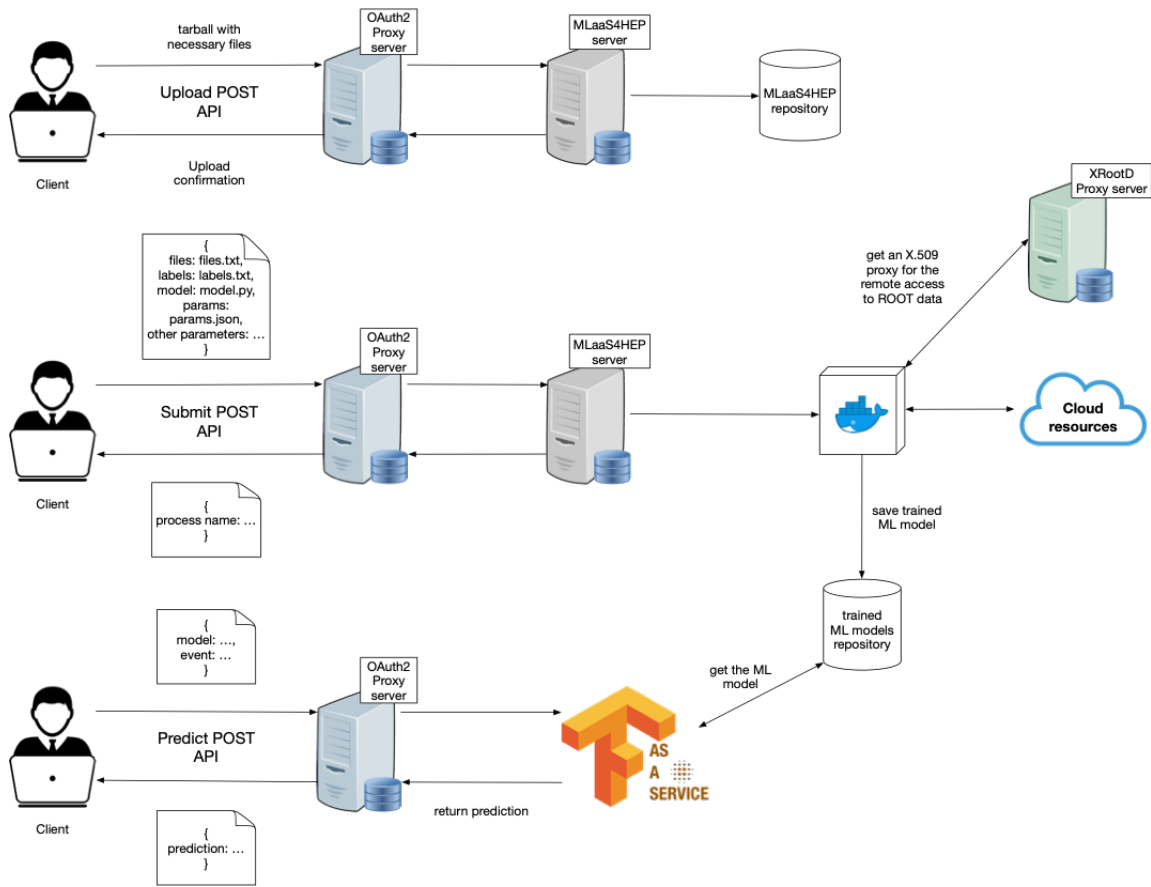 tarball with
necessary files
OAuth2
Proxy
server
MLaaS4HEP
server
Upload POST
API
MLaaS4HEP
repository
Upload
confirmation
Client
XRootD
Proxy server
{
files: files.txt,
labels: labels.txt,
model: model.py,
params:
params.json,
other parameters: …
}
get an X.509
proxy for the
remote access
to ROOT data
OAuth2
Proxy
server
MLaaS4HEP
server
Submit POST
API
Cloud
resources
Client
{
process name: …
}
save trained
ML model
{
model: …,
event: …
}
trained
ML models
repository
OAuth2
Proxy
server
get the ML
model
Predict POST
API
AS
A
SERVICE
return prediction
Client
{
prediction: …
}